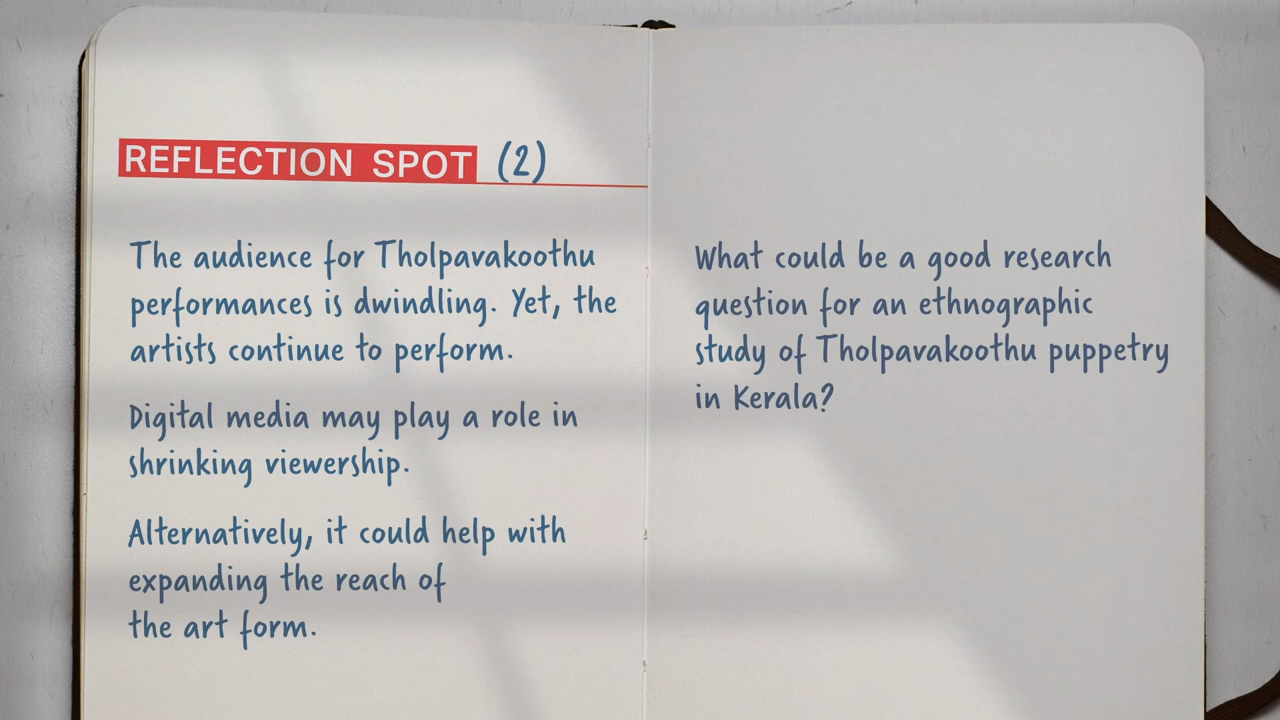 REFLECTION SPOT (2)
The audience for Tholpavakoothu
performances is dwindling. Yet, the
artists continue to perform.
Digital media may play a role in
shrinking viewership.
Alternatively, it could help with
expanding the reach of
the art form.
What could be a good research
question for an ethnographic
study of Tholpavakoothu puppetry
in Kerala?